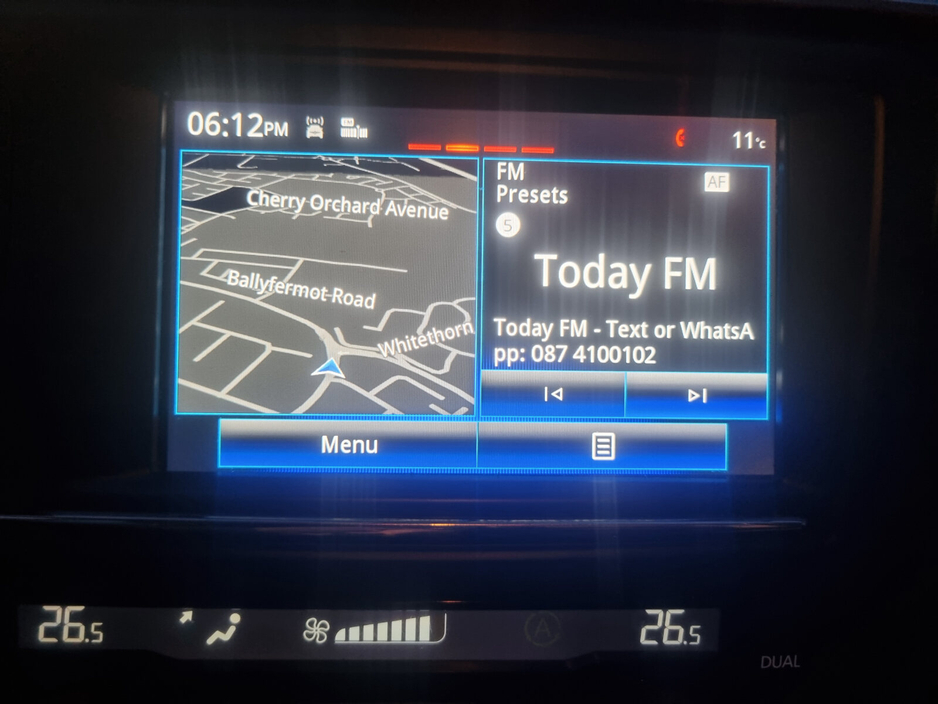 06:12PM
11°C
Cherry Orchard Avenue
Ballyfermot Road
Whitethorn
FM
Presets
AF
5
Today FM
Today FM - Text or WhatsA
pp: 087 4100102
Menu
26.5
A
26.5
DUAL